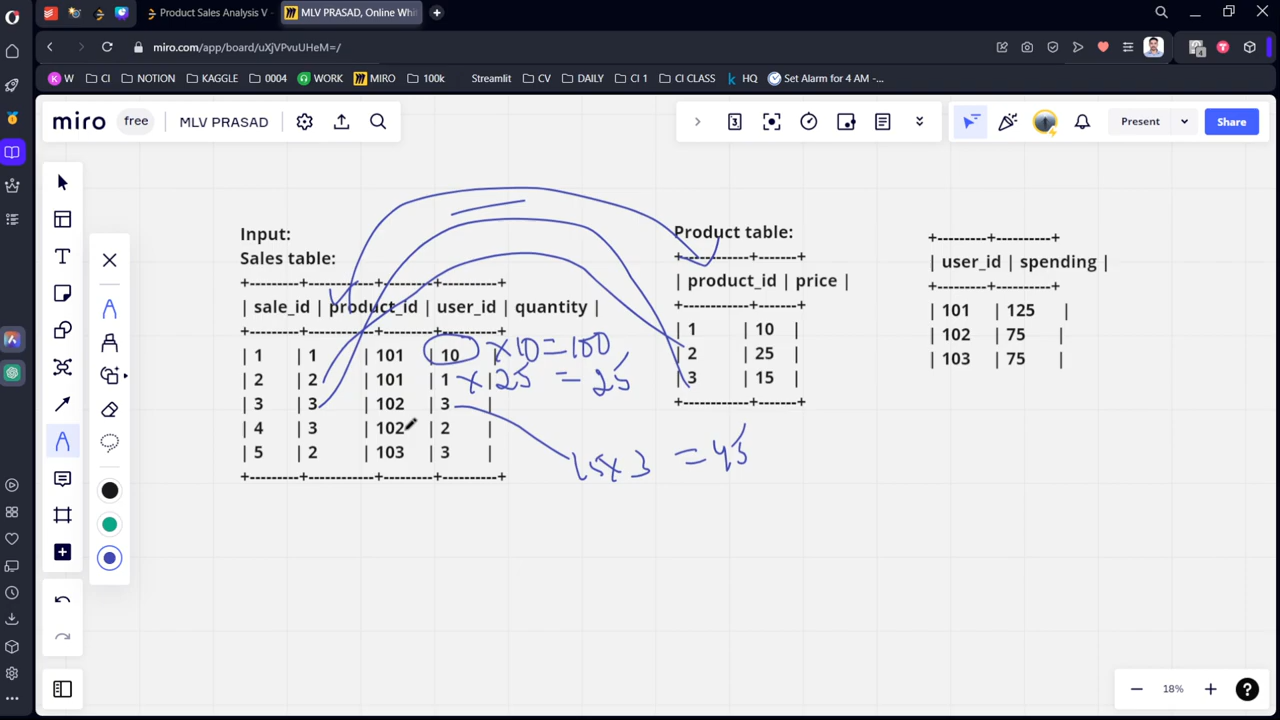 Product Sales Analysis V
MLV PRASAD, Online Whi
miro.com/app/board/uXjVPvuUHeM=/
W
CI
NOTION
KAGGLE
0004
WORK
MIRO
100k
Streamlit
CV
DAILY
CI 1
CI CLASS
HQ
Set Alarm for 4 AM -...
miro
free
MLV PRASAD
Present
Share
Input:
Sales table:
+---------+------------+---------+----------+
| sale_id | product_id | user_id | quantity |
+---------+------------+---------+----------+
| 1 | 1 | 101 | 10 |
| 2 | 2 | 101 | 1 |
| 3 | 3 | 102 | 3 |
| 4 | 3 | 102 | 2 |
| 5 | 2 | 103 | 3 |
+---------+------------+---------+----------+
×10=100
×25 = 25
15×3 = 45
Product table:
+------------+-------+
| product_id | price |
+------------+-------+
| 1 | 10 |
| 2 | 25 |
| 3 | 15 |
+------------+-------+
+---------+----------+
| user_id | spending |
+---------+----------+
| 101 | 125 |
| 102 | 75 |
| 103 | 75 |
18%